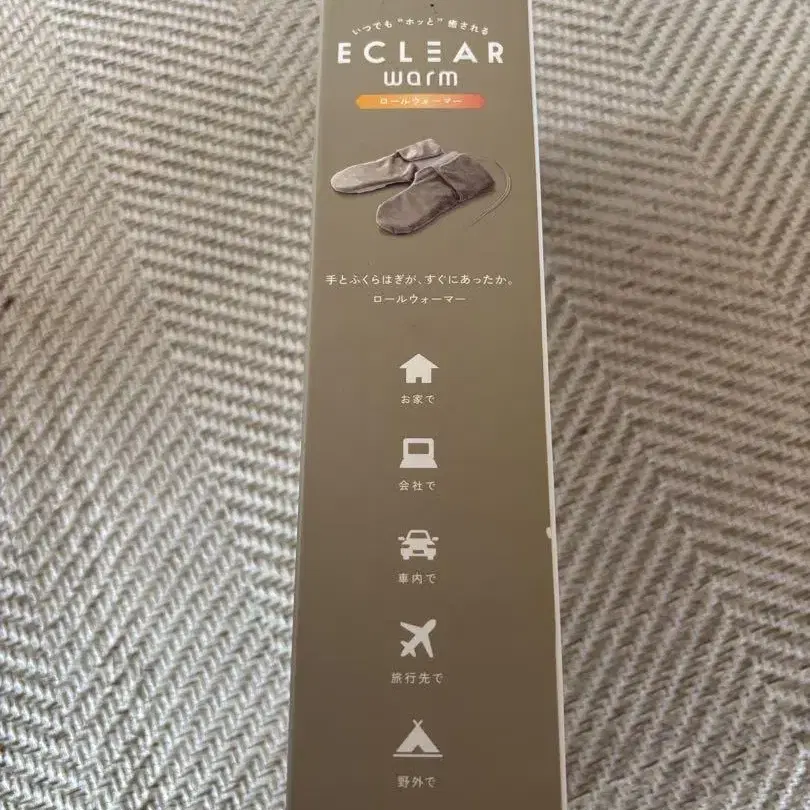 いつでも“ホッと”癒される
ECLEAR
warm
ロールウォーマー
手とふくらはぎが、すぐにあったか。
ロールウォーマー
お家で
会社で
車内で
旅行先で
野外で